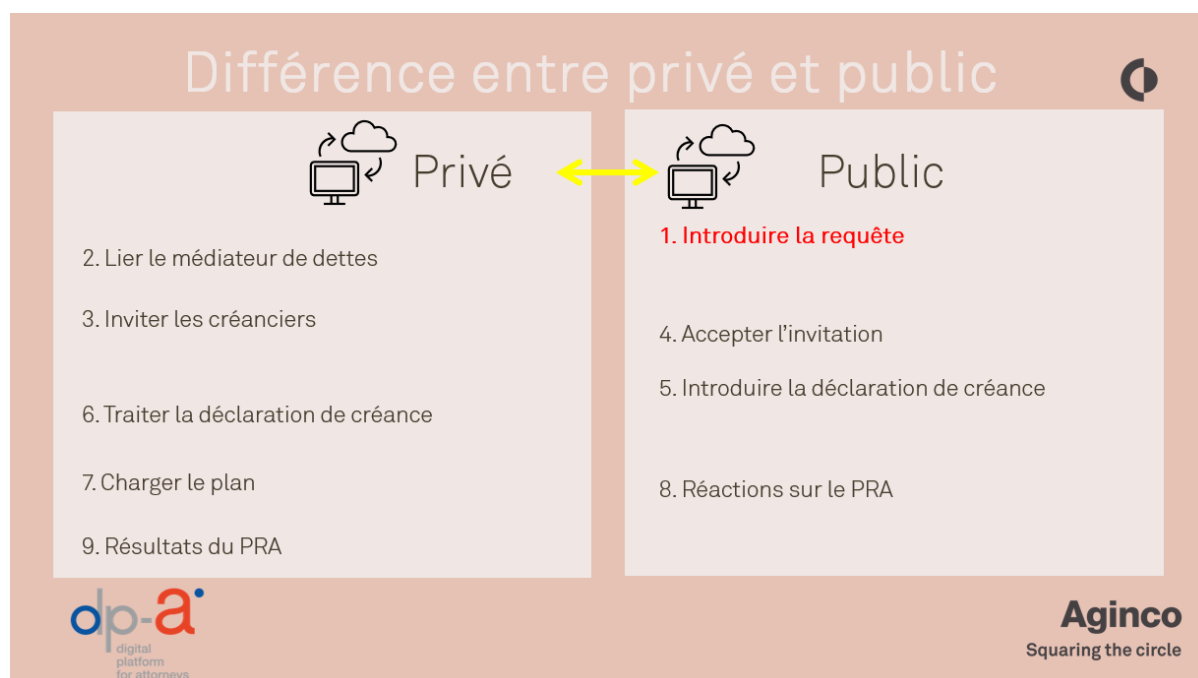 Différence entre privé et public
Privé
2. Lier le médiateur de dettes
3. Inviter les créanciers
6. Traiter la déclaration de créance
7. Charger le plan
9. Résultats du PRA
Public
1. Introduire la requête
4. Accepter l'invitation
5. Introduire la déclaration de créance
8. Réactions sur le PRA
dp-a
digital
platform
for attorneys
Aginco
Squaring the circle